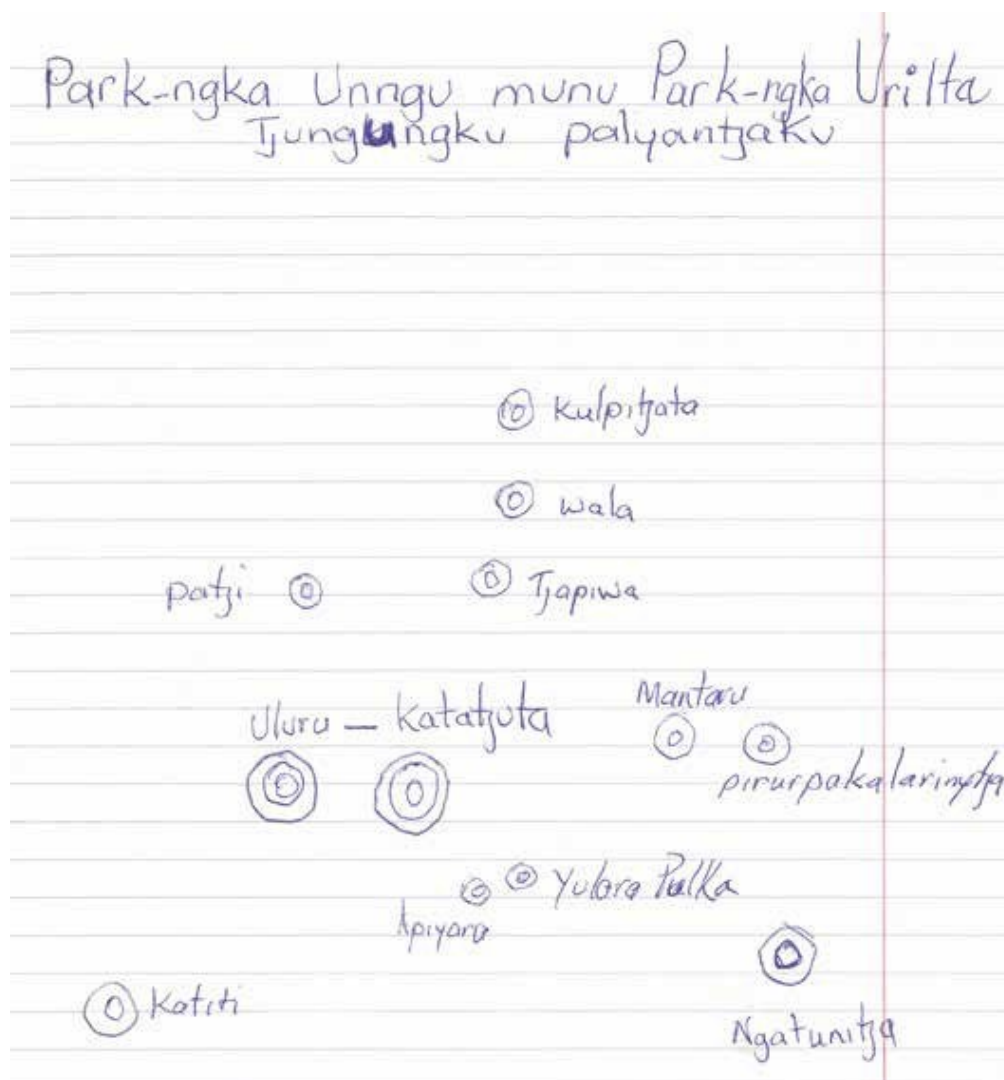 Park-ngka Unngu munu Park-ngka Urilta
Tjungungku palyantjaku
Kulpitjata
wala
patji
Tjapiwa
Uluru – Katatjuta
Mantaru
pirurpakalarinytja
Yulara Pulka
Apiyara
Katiti
Ngatunitja